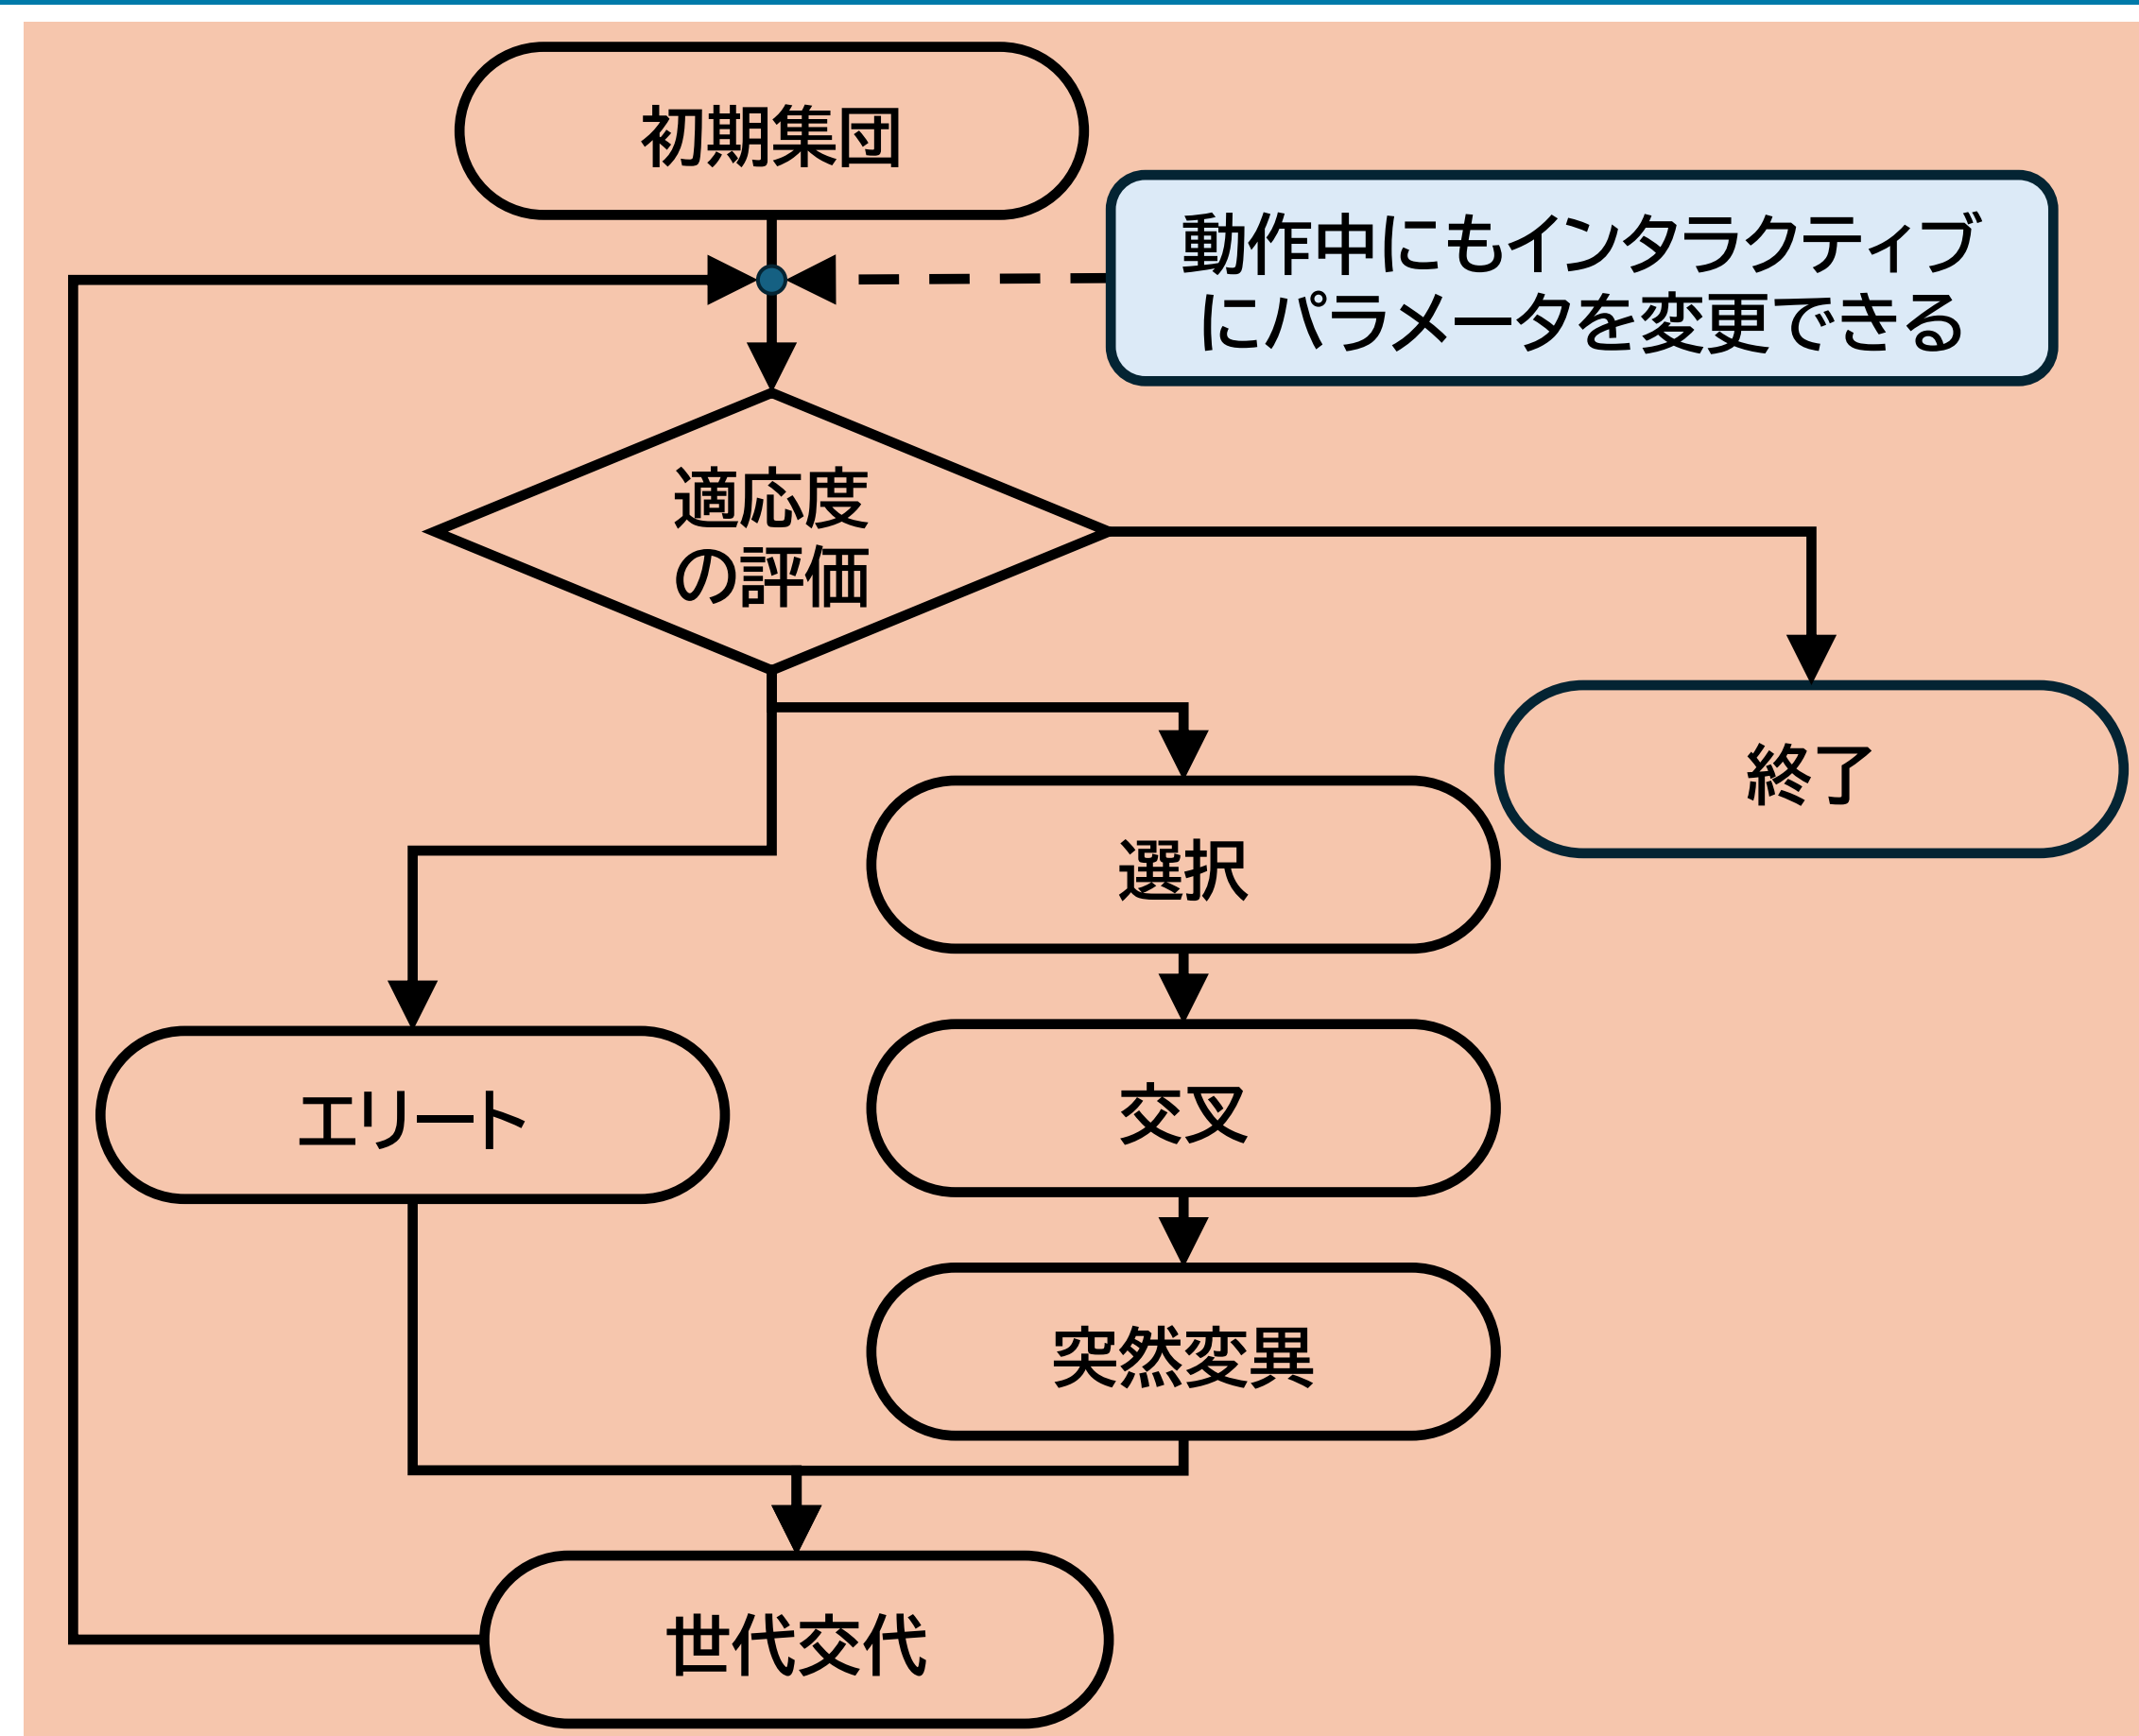 初期集団
動作中にもインタラクティブ
にパラメータを変更できる
適応度
の評価
終了
選択
エリート
交叉
突然変異
世代交代